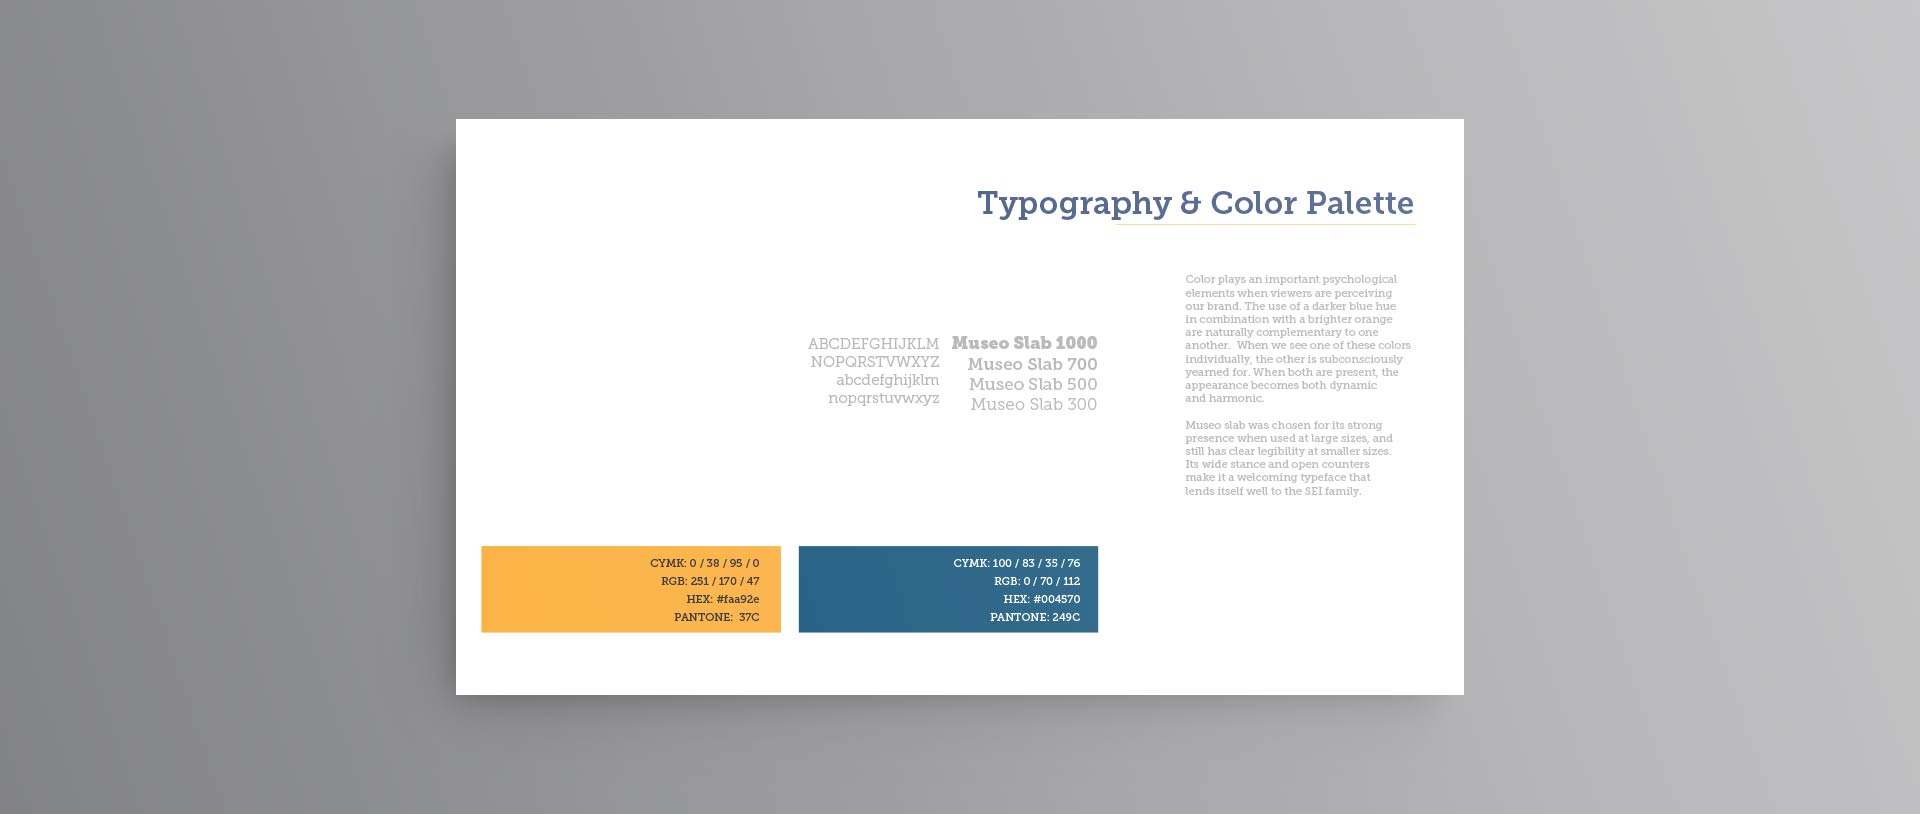 Typography & Color Palette
ABCDEFGHIJKLM
NOPQRSTVWXYZ
abcdefghijklm
nopqrstuvwxyz
Museo Slab 1000
Museo Slab 700
Museo Slab 500
Museo Slab 300
Color plays an important psychological
elements when viewers are perceiving
our brand. The use of a darker blue hue
in combination with a brighter orange
are naturally complementary to one
another.  When we see one of these colors
individually, the other is subconsciously
yearned for. When both are present, the
appearance becomes both dynamic
and harmonic.
Museo slab was chosen for its strong
presence when used at large sizes, and
still has clear legibility at smaller sizes.
Its wide stance and open counters
make it a welcoming typeface that
lends itself well to the SEI family.
CYMK: 0 / 38 / 95 / 0
RGB: 251 / 170 / 47
HEX: #faa92e
PANTONE:  37C
CYMK: 100 / 83 / 35 / 76
RGB: 0 / 70 / 112
HEX: #004570
PANTONE: 249C